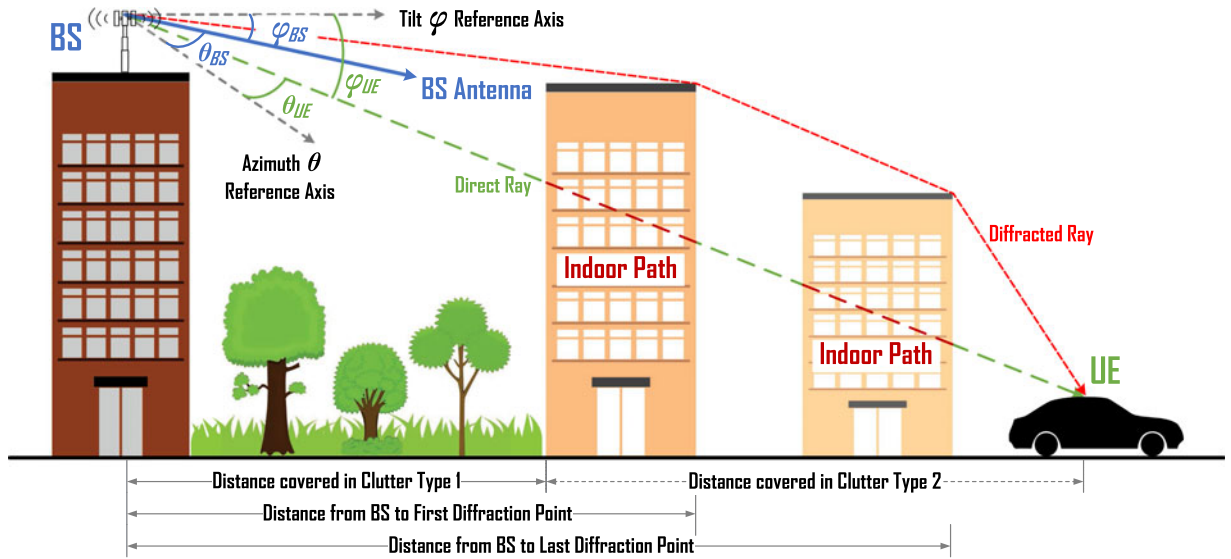 Tilt φ Reference Axis
BS
φBS
θBS
φUE
BS Antenna
θUE
Azimuth θ
Reference Axis
Direct Ray
Diffracted Ray
Indoor Path
Indoor Path
UE
Distance covered in Clutter Type 1
Distance covered in Clutter Type 2
Distance from BS to First Diffraction Point
Distance from BS to Last Diffraction Point